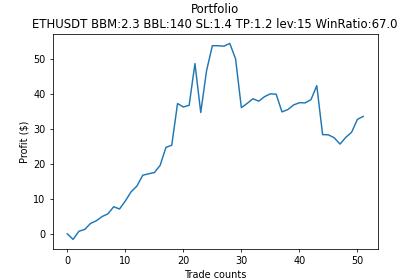 Portfolio
ETHUSDT BBM:2.3 BBL:140 SL:1.4 TP:1.2 lev:15 WinRatio:67.0
50
40
30
20
10
0
Profit ($)
0 10 20 30 40 50
Trade counts